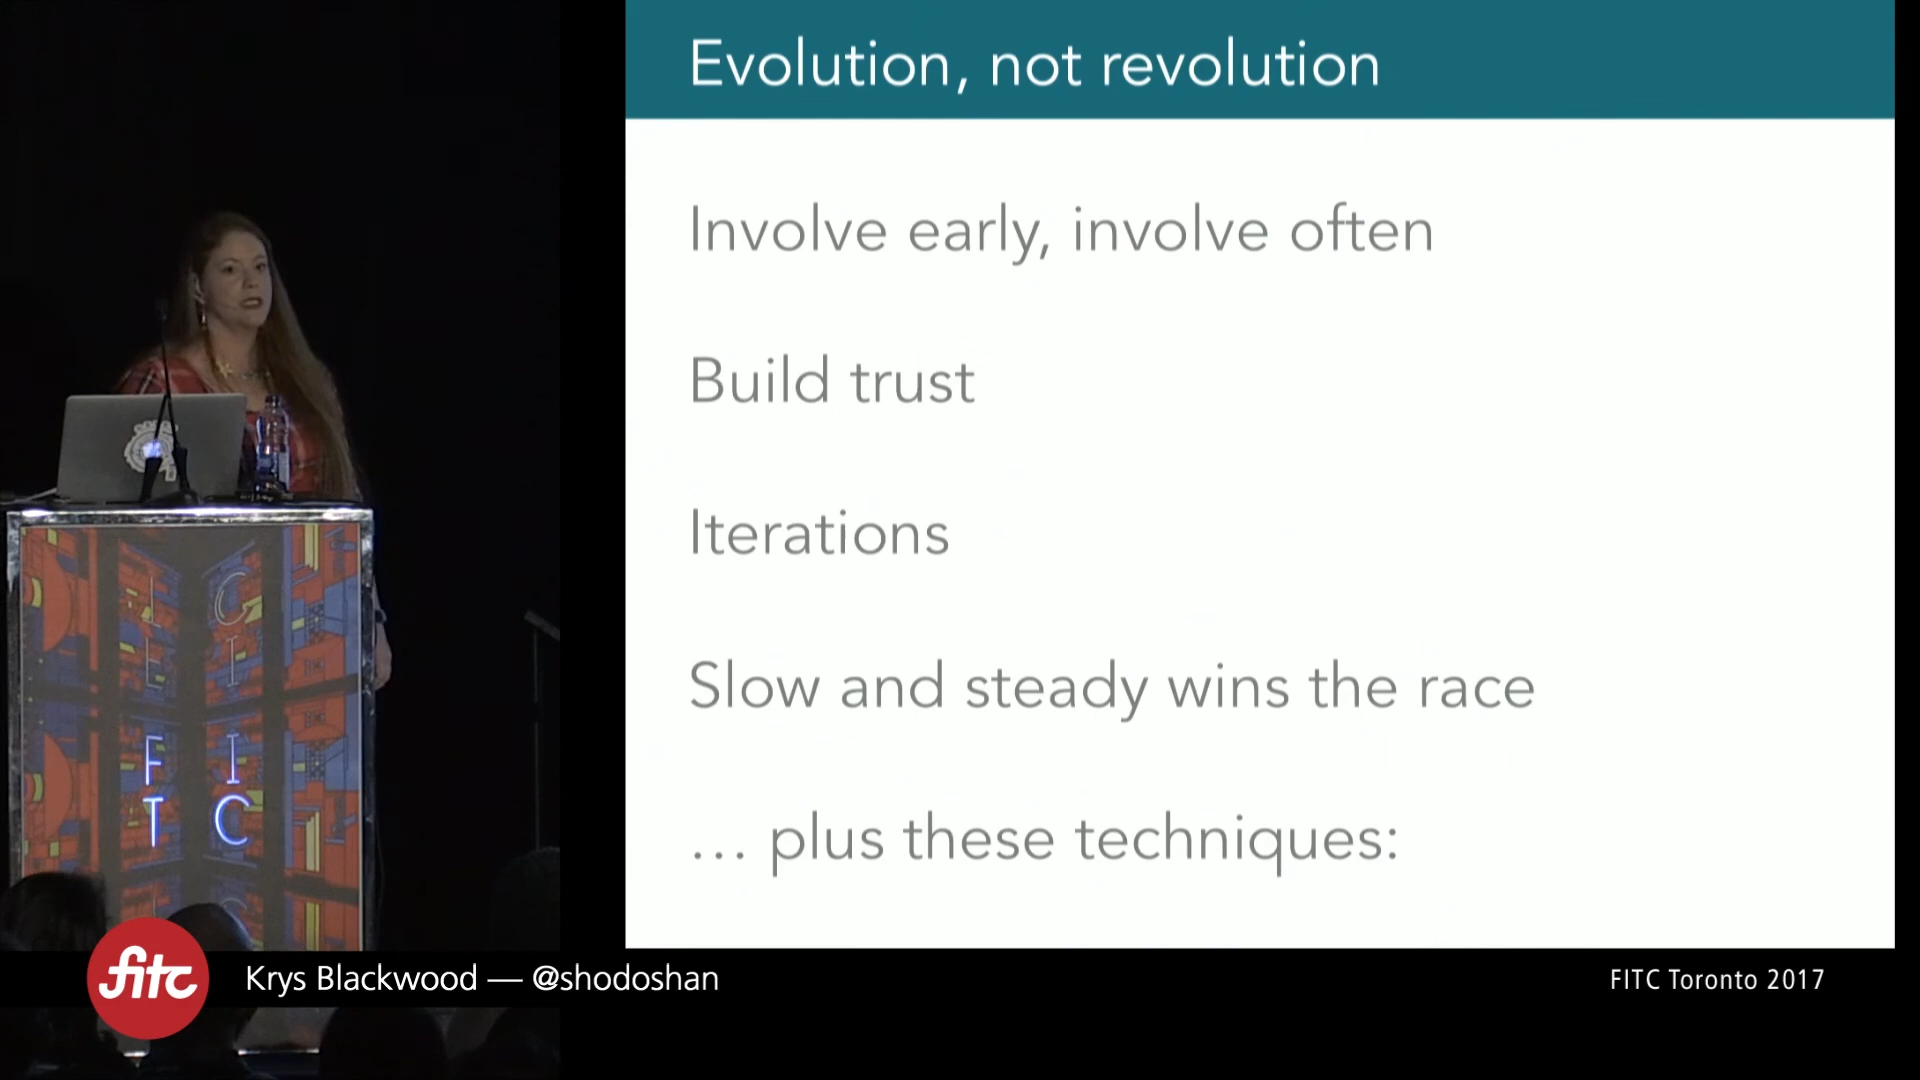 Evolution, not revolution
Involve early, involve often
Build trust
Iterations
Slow and steady wins the race
… plus these techniques:
F I
T C
fitc
Krys Blackwood — @shodoshan
FITC Toronto 2017